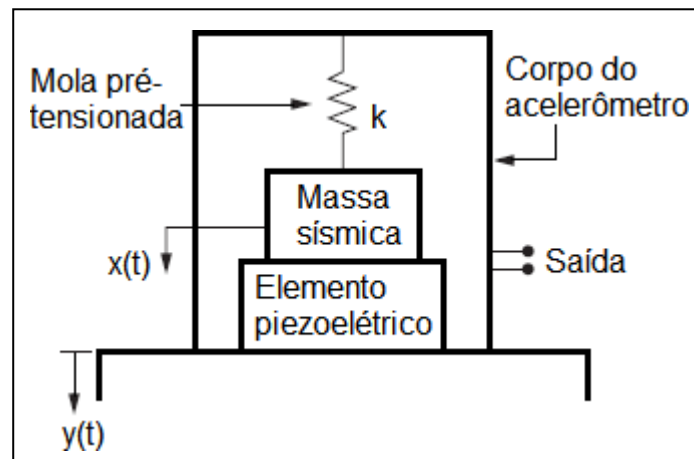 Mola pré-
tensionada
k
Corpo do
acelerômetro
Massa
sísmica
x(t)
Saída
Elemento
piezoelétrico
y(t)